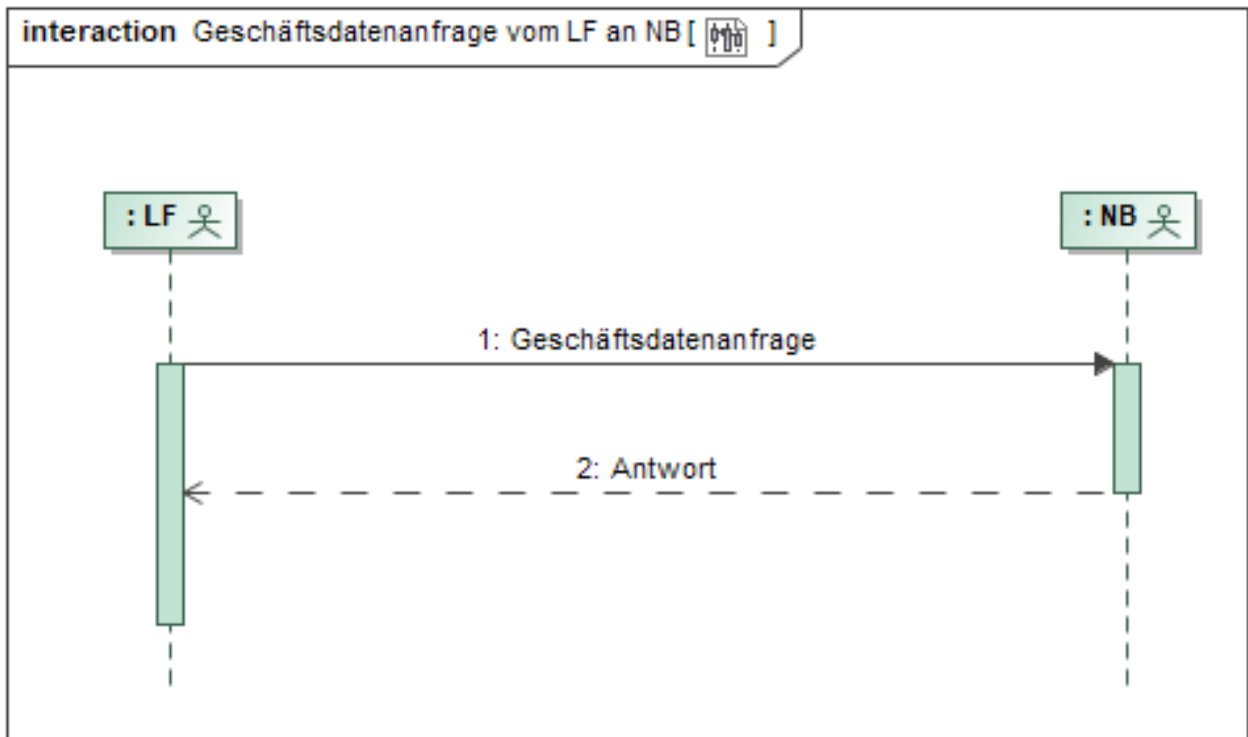 interaction Geschäftsdatenanfrage vom LF an NB [ ]
: LF
: NB
1: Geschäftsdatenanfrage
2: Antwort